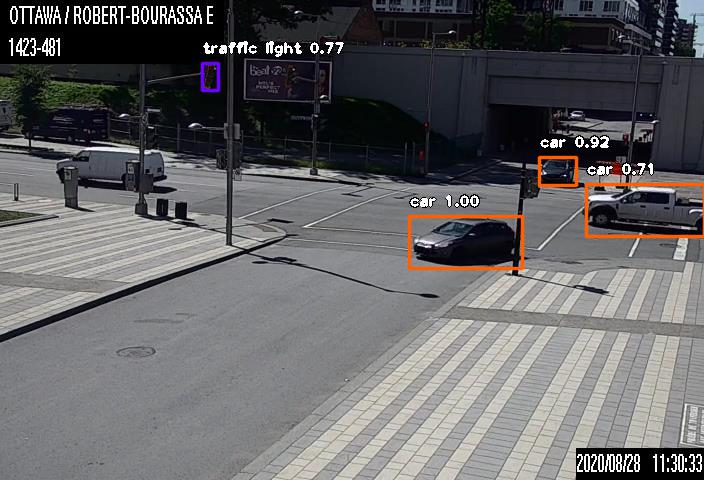 OTTAWA / ROBERT-BOURASSA E
1423-481
traffic light 0.77
beat
car 0.92
car 0.71
car 1.00
2020/08/28 11:30:33